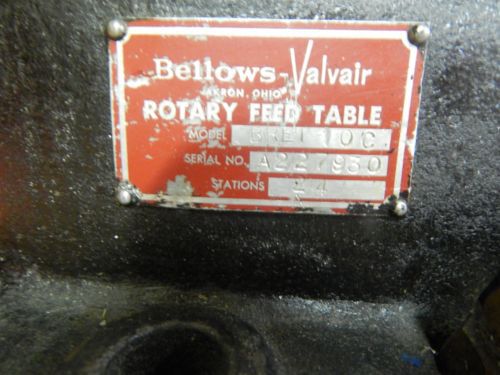 Bellows-Valvair
AKRON, OHIO
ROTARY FEED TABLE
MODEL
SERIAL NO. A227930
STATIONS 24